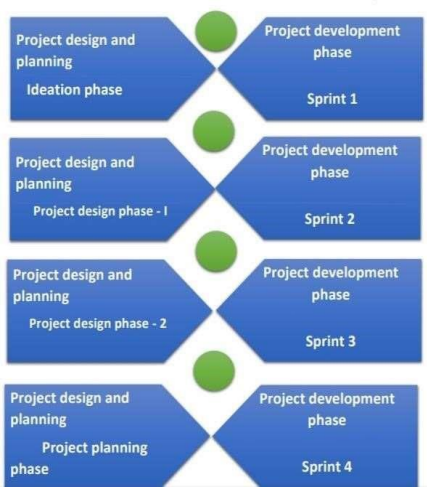 Project design and
planning
Ideation phase
Project development
phase
Sprint 1
Project design and
planning
Project design phase - I
Project development
phase
Sprint 2
Project design and
planning
Project design phase - 2
Project development
phase
Sprint 3
Project design and
planning
Project planning
phase
Project development
phase
Sprint 4